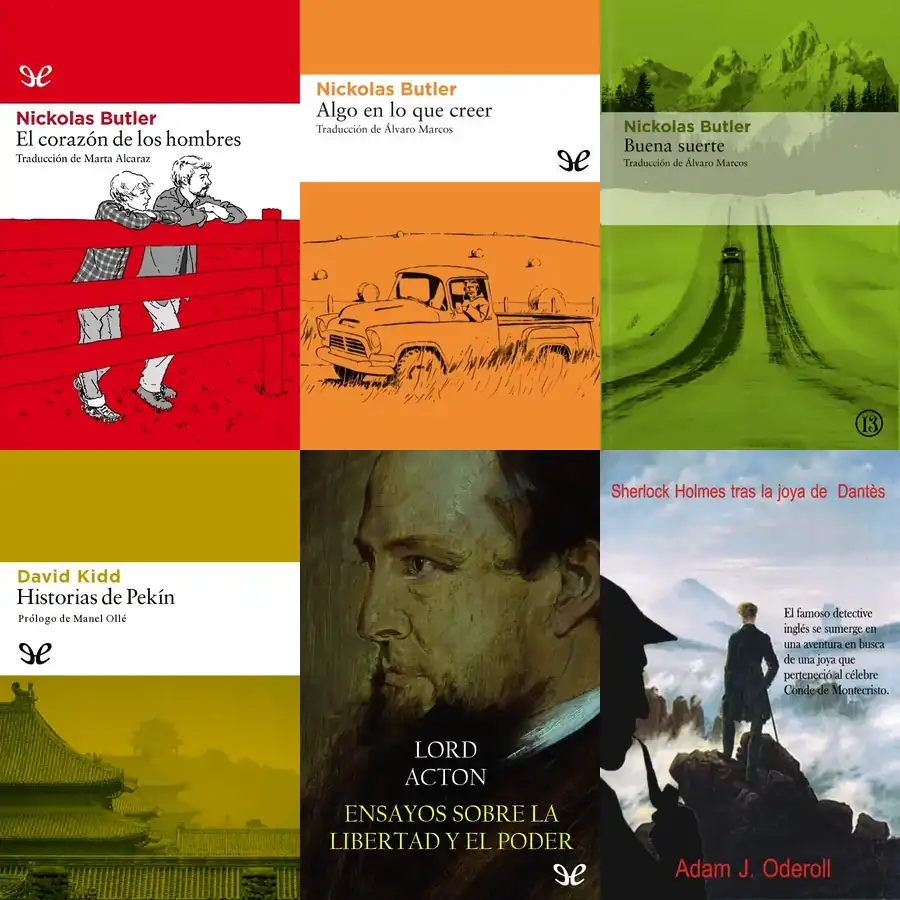 Nickolas Butler
El corazón de los hombres
Traducción de Marta Alcaraz
Nickolas Butler
Algo en lo que creer
Traducción de Álvaro Marcos
Nickolas Butler
Buena suerte
Traducción de Álvaro Marcos
13
David Kidd
Historias de Pekín
Prólogo de Manel Ollé
LORD
ACTON
ENSAYOS SOBRE LA
LIBERTAD Y EL PODER
Sherlock Holmes tras la joya de Dantès
El famoso detective
inglés se sumerge en
una aventura en busca
de una joya que
perteneció al célebre
Conde de Montecristo.
Adam J. Oderoll